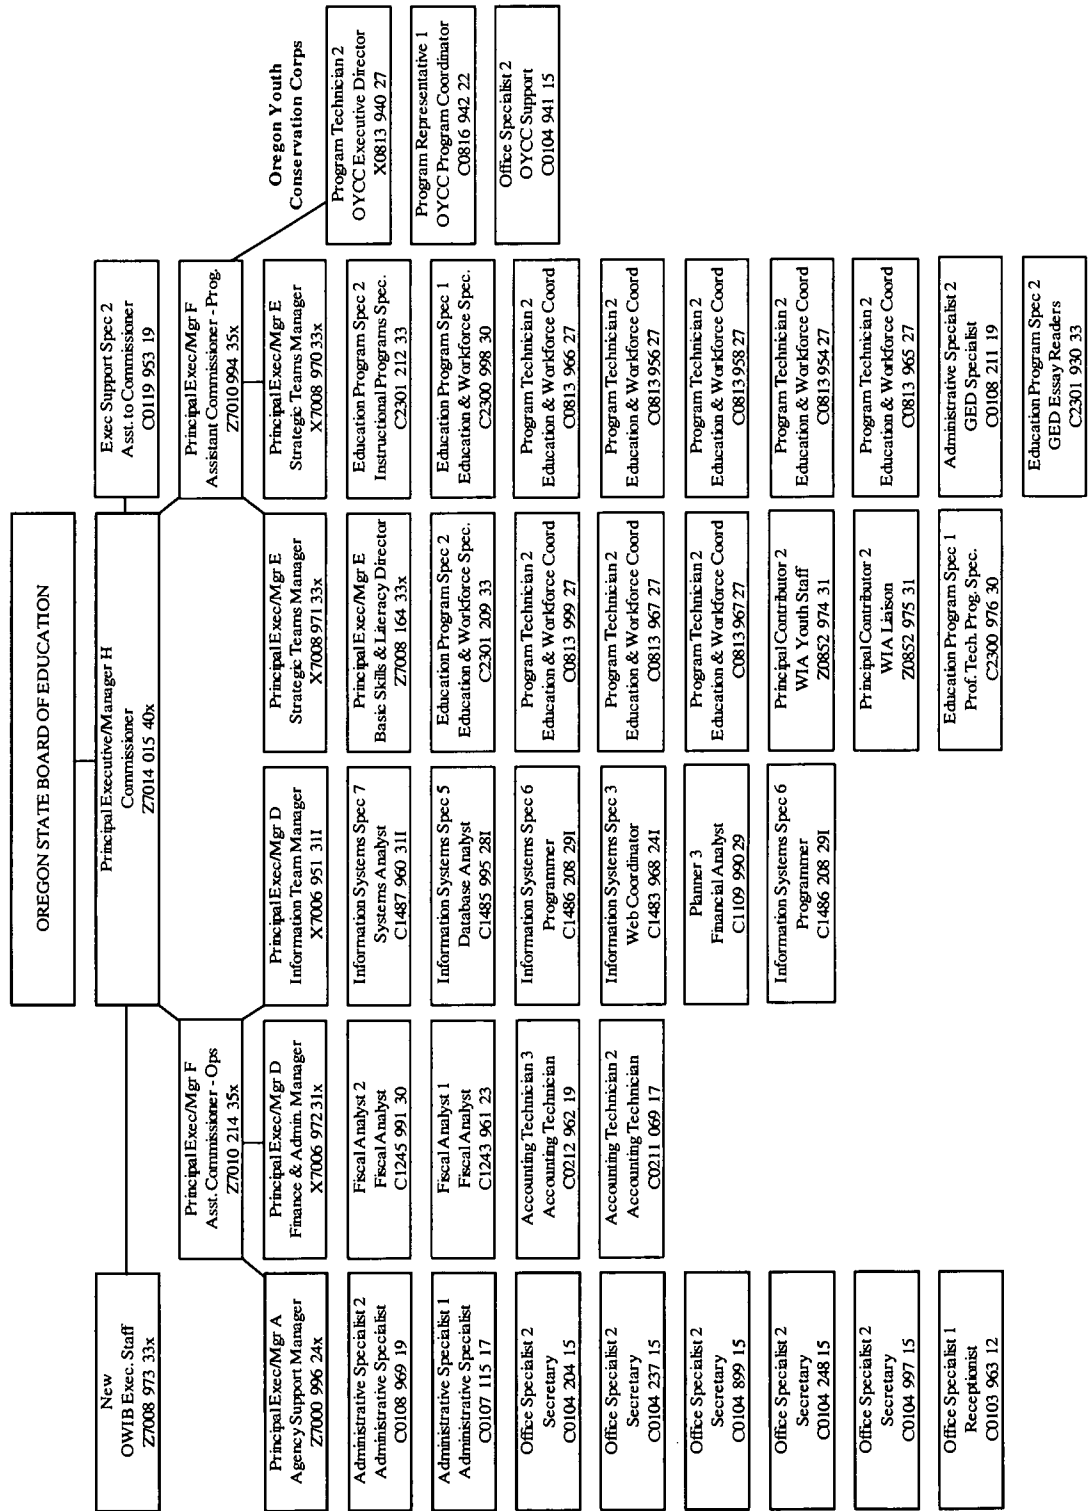 OREGON STATE BOARD OF EDUCATION
Principal Executive/Manager H
Commissioner
Z7014 015 40x
New
OWIB Exec. Staff
Z7008 973 33x
Exec Support Spec 2
Asst. to Commissioner
C0119 953 19
Principal Exec/Mgr F
Asst. Commissioner - Ops
Z7010 214 35x
Principal Exec/Mgr F
Assistant Commissioner - Prog.
Z7010 994 35x
Oregon Youth
Conservation Corps
Principal Exec/Mgr A
Agency Support Manager
Z7000 996 24x
Administrative Specialist 2
Administrative Specialist
C0108 969 19
Administrative Specialist 1
Administrative Specialist
C0107 115 17
Office Specialist 2
Secretary
C0104 204 15
Office Specialist 2
Secretary
C0104 237 15
Office Specialist 2
Secretary
C0104 899 15
Office Specialist 2
Secretary
C0104 248 15
Office Specialist 2
Secretary
C0104 997 15
Office Specialist 1
Receptionist
C0103 963 12
Principal Exec/Mgr D
Finance & Admin. Manager
X7006 972 31x
Fiscal Analyst 2
Fiscal Analyst
C1245 991 30
Fiscal Analyst 1
Fiscal Analyst
C1243 961 23
Accounting Technician 3
Accounting Technician
C0212 962 19
Accounting Technician 2
Accounting Technician
C0211 069 17
Principal Exec/Mgr D
Information Team Manager
X7006 951 31I
Information Systems Spec 7
Systems Analyst
C1487 960 31I
Information Systems Spec 5
Database Analyst
C1485 995 28I
Information Systems Spec 6
Programmer
C1486 208 29I
Information Systems Spec 3
Web Coordinator
C1483 968 24I
Planner 3
Financial Analyst
C1109 990 29
Information Systems Spec 6
Programmer
C1486 208 29I
Principal Exec/Mgr E
Strategic Teams Manager
X7008 971 33x
Principal Exec/Mgr E
Basic Skills & Literacy Director
Z7008 164 33x
Education Program Spec 2
Education & Workforce Spec.
C2301 209 33
Program Technician 2
Education & Workforce Coord
C0813 999 27
Program Technician 2
Education & Workforce Coord
C0813 967 27
Program Technician 2
Education & Workforce Coord
C0813 967 27
Principal Contributor 2
WIA Youth Staff
Z0852 974 31
Principal Contributor 2
WIA Liaison
Z0852 975 31
Education Program Spec 1
Prof. Tech. Prog. Spec.
C2300 976 30
Principal Exec/Mgr E
Strategic Teams Manager
X7308 970 33x
Education Program Spec 2
Instructional Programs Spec.
C2301 212 33
Education Program Spec 1
Education & Workforce Spec.
C2300 998 30
Program Technician 2
Education & Workforce Coord
C0813 966 27
Program Technician 2
Education & Workforce Coord
C0813 956 27
Program Technician 2
Education & Workforce Coord
C0813 958 27
Program Technician 2
Education & Workforce Coord
C0813 954 27
Program Technician 2
Education & Workforce Coord
C0813 965 27
Administrative Specialist 2
GED Specialist
C0108 211 19
Education Program Spec 2
GED Essay Readers
C2301 930 33
Program Technician 2
OYCC Executive Director
X0813 940 27
Program Representative 1
OYCC Program Coordinator
C0816 942 22
Office Specialist 2
OYCC Support
C0104 941 15